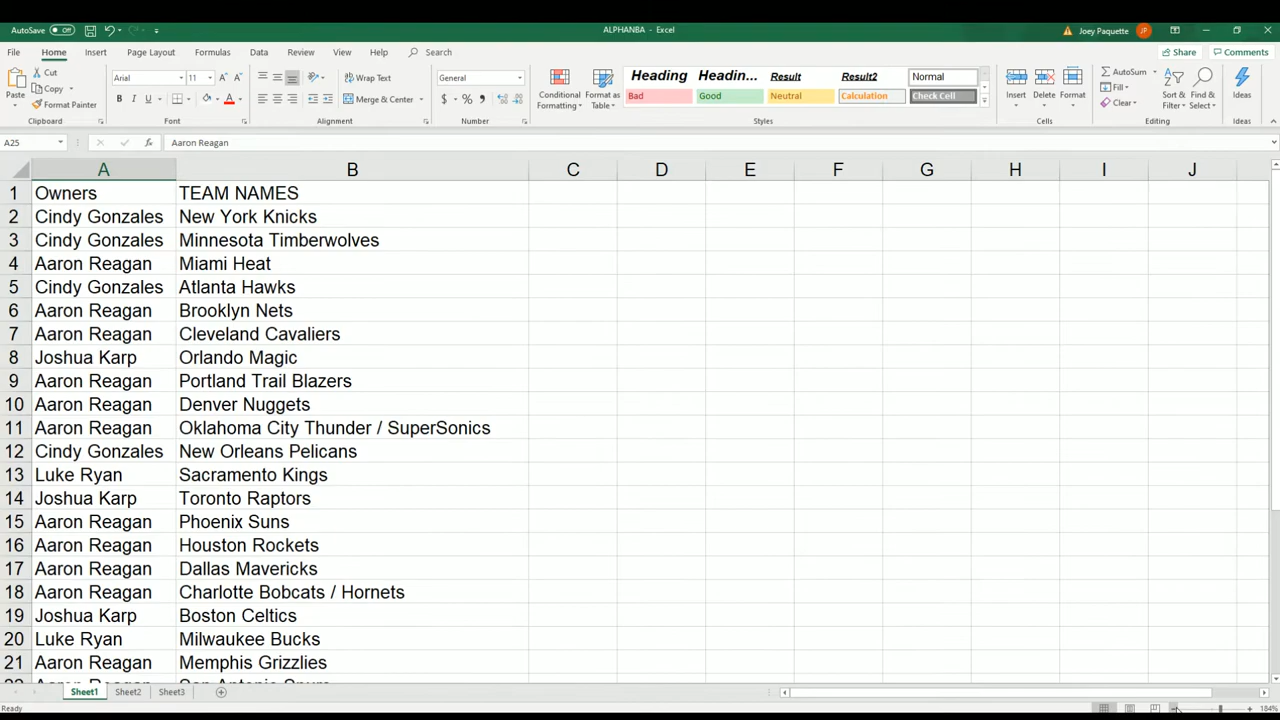 AutoSave Off ALPHANBA - Excel Joey Paquette JP
File Home Insert Page Layout Formulas Data Review View Help Search Share Comments
Paste Cut Copy Format Painter Clipboard
Arial 11 B I U A Font
Wrap Text Merge & Center Alignment
General $ % Number
Conditional Formatting Format as Table
Heading Headin... Result Result2 Normal
Bad Good Neutral Calculation Check Cell
Styles
Insert Delete Format Cells
AutoSum Fill Clear Sort & Filter Find & Select Editing
Ideas Ideas
A25 fx Aaron Reagan
A B C D E F G H I J
1 Owners TEAM NAMES
2 Cindy Gonzales New York Knicks
3 Cindy Gonzales Minnesota Timberwolves
4 Aaron Reagan Miami Heat
5 Cindy Gonzales Atlanta Hawks
6 Aaron Reagan Brooklyn Nets
7 Aaron Reagan Cleveland Cavaliers
8 Joshua Karp Orlando Magic
9 Aaron Reagan Portland Trail Blazers
10 Aaron Reagan Denver Nuggets
11 Aaron Reagan Oklahoma City Thunder / SuperSonics
12 Cindy Gonzales New Orleans Pelicans
13 Luke Ryan Sacramento Kings
14 Joshua Karp Toronto Raptors
15 Aaron Reagan Phoenix Suns
16 Aaron Reagan Houston Rockets
17 Aaron Reagan Dallas Mavericks
18 Aaron Reagan Charlotte Bobcats / Hornets
19 Joshua Karp Boston Celtics
20 Luke Ryan Milwaukee Bucks
21 Aaron Reagan Memphis Grizzlies
Sheet1 Sheet2 Sheet3
Ready 184%